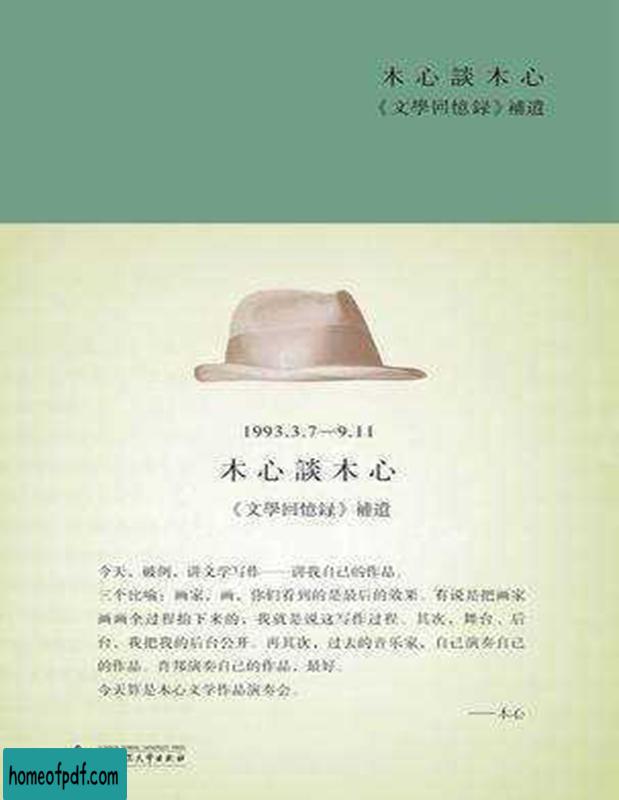 木心談木心
《文學回憶録》補遺
1993.3.7—9.11
木心談木心
《文學回憶録》補遺
今天，破例，讲文学写作——讲我自己的作品。
三个比喻：画家，画，你们看到的是最后的效果。有说是把画家
画画全过程拍下来的，我就是说这写作过程。其次，舞台、后
台，我把我的后台公开。再其次，过去的音乐家，自己演奏自己
的作品。肖邦演奏自己的作品，最好。
今天算是木心文学作品演奏会。
——木心
大学出版社
homeofpdf.com